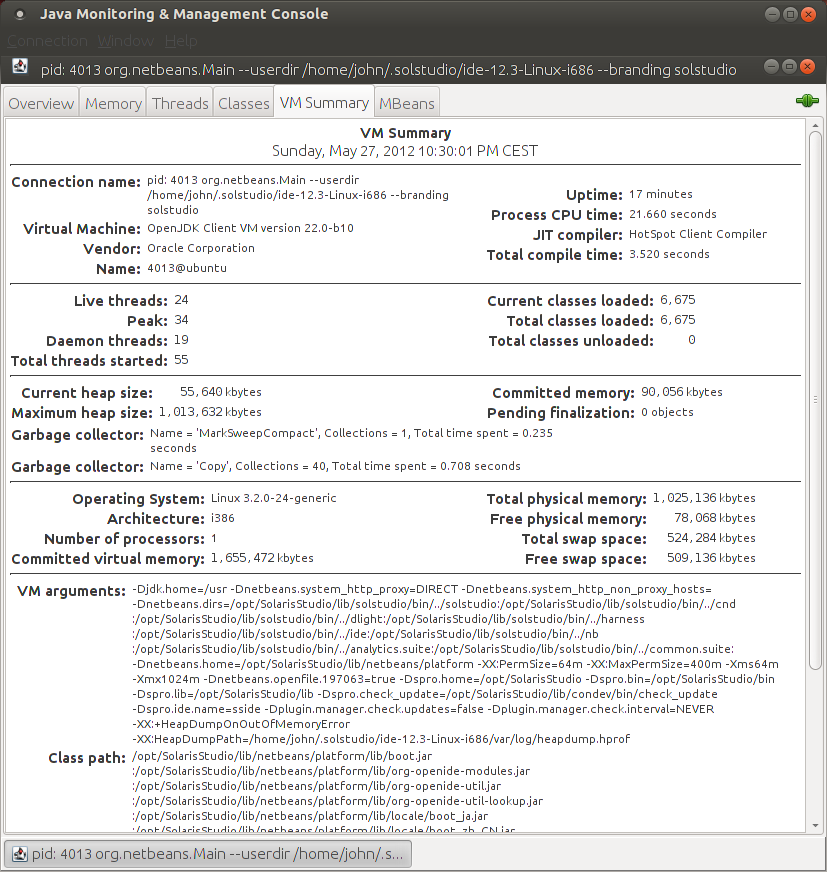 Java Monitoring & Management Console
Connection Window Help
pid: 4013 org.netbeans.Main --userdir /home/john/.solstudio/ide-12.3-Linux-i686 --branding solstudio
Overview Memory Threads Classes VM Summary MBeans
VM Summary
Sunday, May 27, 2012 10:30:01 PM CEST
Connection name: pid: 4013 org.netbeans.Main --userdir
/home/john/.solstudio/ide-12.3-Linux-i686 --branding
solstudio
Virtual Machine: OpenJDK Client VM version 22.0-b10
Vendor: Oracle Corporation
Name: 4013@ubuntu
Uptime: 17 minutes
Process CPU time: 21.660 seconds
JIT compiler: HotSpot Client Compiler
Total compile time: 3.520 seconds
Live threads: 24
Peak: 34
Daemon threads: 19
Total threads started: 55
Current classes loaded: 6,675
Total classes loaded: 6,675
Total classes unloaded: 0
Current heap size: 55,640 kbytes
Maximum heap size: 1,013,632 kbytes
Committed memory: 90,056 kbytes
Pending finalization: 0 objects
Garbage collector: Name = 'MarkSweepCompact', Collections = 1, Total time spent = 0.235
seconds
Garbage collector: Name = 'Copy', Collections = 40, Total time spent = 0.708 seconds
Operating System: Linux 3.2.0-24-generic
Architecture: i386
Number of processors: 1
Committed virtual memory: 1,655,472 kbytes
Total physical memory: 1,025,136 kbytes
Free physical memory: 78,068 kbytes
Total swap space: 524,284 kbytes
Free swap space: 509,136 kbytes
VM arguments: -Djdk.home=/usr -Dnetbeans.system_http_proxy=DIRECT -Dnetbeans.system_http_non_proxy_hosts=
-Dnetbeans.dirs=/opt/SolarisStudio/lib/solstudio/bin/../solstudio:/opt/SolarisStudio/lib/solstudio/bin/../cnd
:/opt/SolarisStudio/lib/solstudio/bin/../dlight:/opt/SolarisStudio/lib/solstudio/bin/../harness
:/opt/SolarisStudio/lib/solstudio/bin/../ide:/opt/SolarisStudio/lib/solstudio/bin/../nb
:/opt/SolarisStudio/lib/solstudio/bin/../analytics.suite:/opt/SolarisStudio/lib/solstudio/bin/../common.suite:
-Dnetbeans.home=/opt/SolarisStudio/lib/netbeans/platform -XX:PermSize=64m -XX:MaxPermSize=400m -Xms64m
-Xmx1024m -Dnetbeans.openfile.197063=true -Dspro.home=/opt/SolarisStudio -Dspro.bin=/opt/SolarisStudio/bin
-Dspro.lib=/opt/SolarisStudio/lib -Dspro.check_update=/opt/SolarisStudio/lib/condev/bin/check_update
-Dspro.ide.name=sside -Dplugin.manager.check.updates=false -Dplugin.manager.check.interval=NEVER
-XX:+HeapDumpOnOutOfMemoryError
-XX:HeapDumpPath=/home/john/.solstudio/ide-12.3-Linux-i686/var/log/heapdump.hprof
Class path: /opt/SolarisStudio/lib/netbeans/platform/lib/boot.jar
:/opt/SolarisStudio/lib/netbeans/platform/lib/org-openide-modules.jar
:/opt/SolarisStudio/lib/netbeans/platform/lib/org-openide-util.jar
:/opt/SolarisStudio/lib/netbeans/platform/lib/org-openide-util-lookup.jar
:/opt/SolarisStudio/lib/netbeans/platform/lib/locale/boot_ja.jar
:/opt/SolarisStudio/lib/netbeans/platform/lib/locale/boot_zh_CN.jar
pid: 4013 org.netbeans.Main --userdir /home/john/.s...